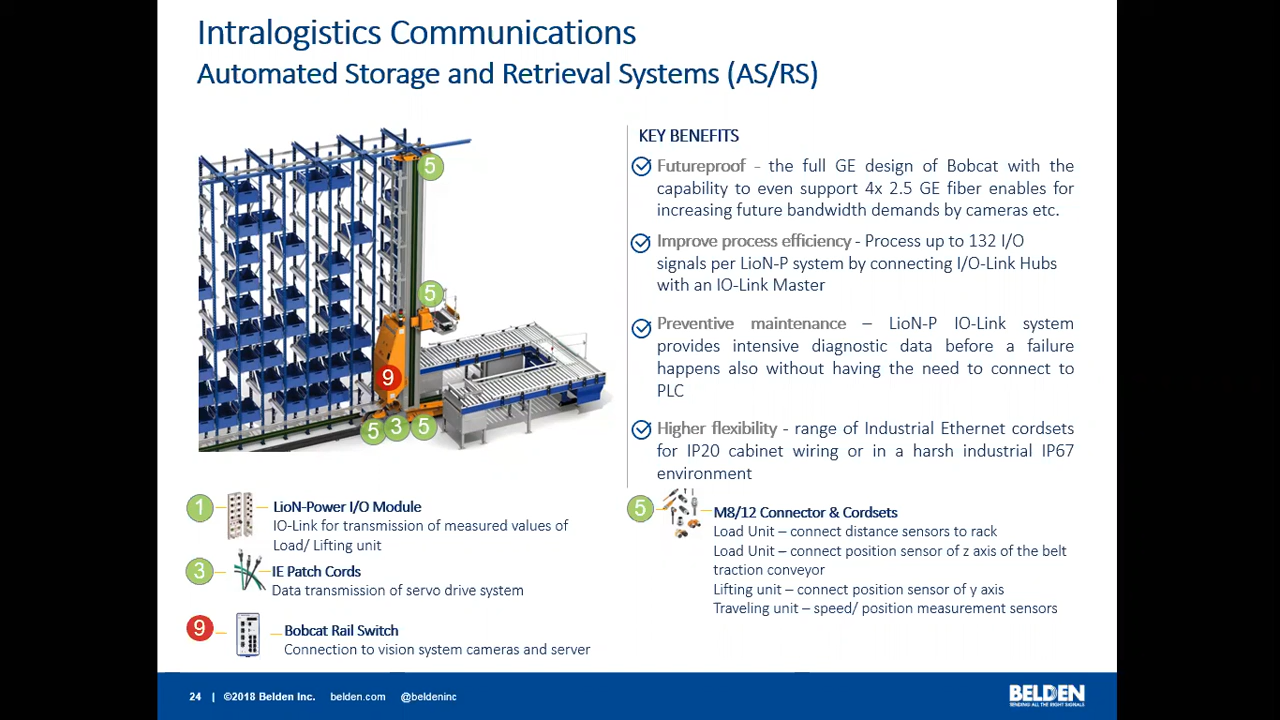 Intralogistics Communications
Automated Storage and Retrieval Systems (AS/RS)
5
5
9
5
3
5
KEY BENEFITS
Futureproof - the full GE design of Bobcat with the
capability to even support 4x 2.5 GE fiber enables for
increasing future bandwidth demands by cameras etc.
Improve process efficiency - Process up to 132 I/O
signals per LioN-P system by connecting I/O-Link Hubs
with an IO-Link Master
Preventive maintenance – LioN-P IO-Link system
provides intensive diagnostic data before a failure
happens also without having the need to connect to
PLC
Higher flexibility - range of Industrial Ethernet cordsets
for IP20 cabinet wiring or in a harsh industrial IP67
environment
1
LioN-Power I/O Module
IO-Link for transmission of measured values of
Load/ Lifting unit
3
IE Patch Cords
Data transmission of servo drive system
9
Bobcat Rail Switch
Connection to vision system cameras and server
5
M8/12 Connector & Cordsets
Load Unit – connect distance sensors to rack
Load Unit – connect position sensor of z axis of the belt
traction conveyor
Lifting unit – connect position sensor of y axis
Traveling unit – speed/ position measurement sensors
24 | ©2018 Belden Inc. belden.com @beldeninc
BELDEN
SENDING ALL THE RIGHT SIGNALS